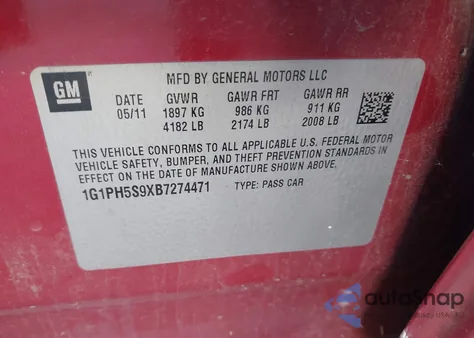 GM
MFD BY GENERAL MOTORS LLC
DATE GVWR GAWR FRT GAWR RR
05/11 1897 KG 986 KG 911 KG
4182 LB 2174 LB 2008 LB
THIS VEHICLE CONFORMS TO ALL APPLICABLE U.S. FEDERAL MOTOR
VEHICLE SAFETY, BUMPER, AND THEFT PREVENTION STANDARDS IN
EFFECT ON THE DATE OF MANUFACTURE SHOWN ABOVE.
1G1PH5S9XB7274471 TYPE: PASS CAR
autoSnap